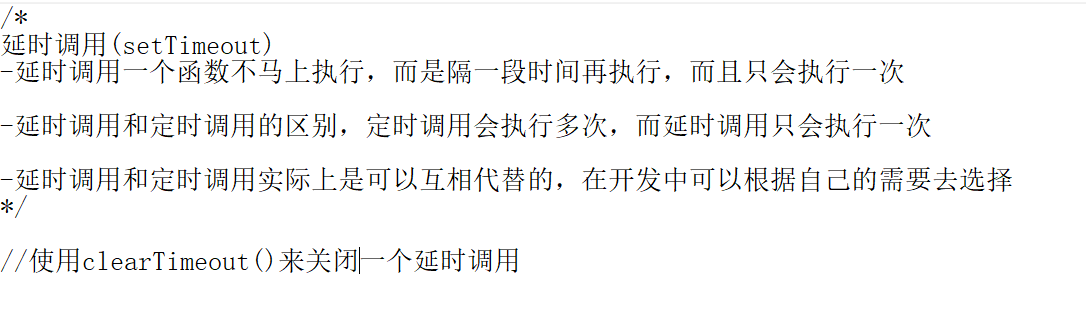 /*
延时调用(setTimeout)
-延时调用一个函数不马上执行，而是隔一段时间再执行，而且只会执行一次
-延时调用和定时调用的区别，定时调用会执行多次，而延时调用只会执行一次
-延时调用和定时调用实际上是可以互相代替的，在开发中可以根据自己的需要去选择
*/
//使用clearTimeout()来关闭一个延时调用